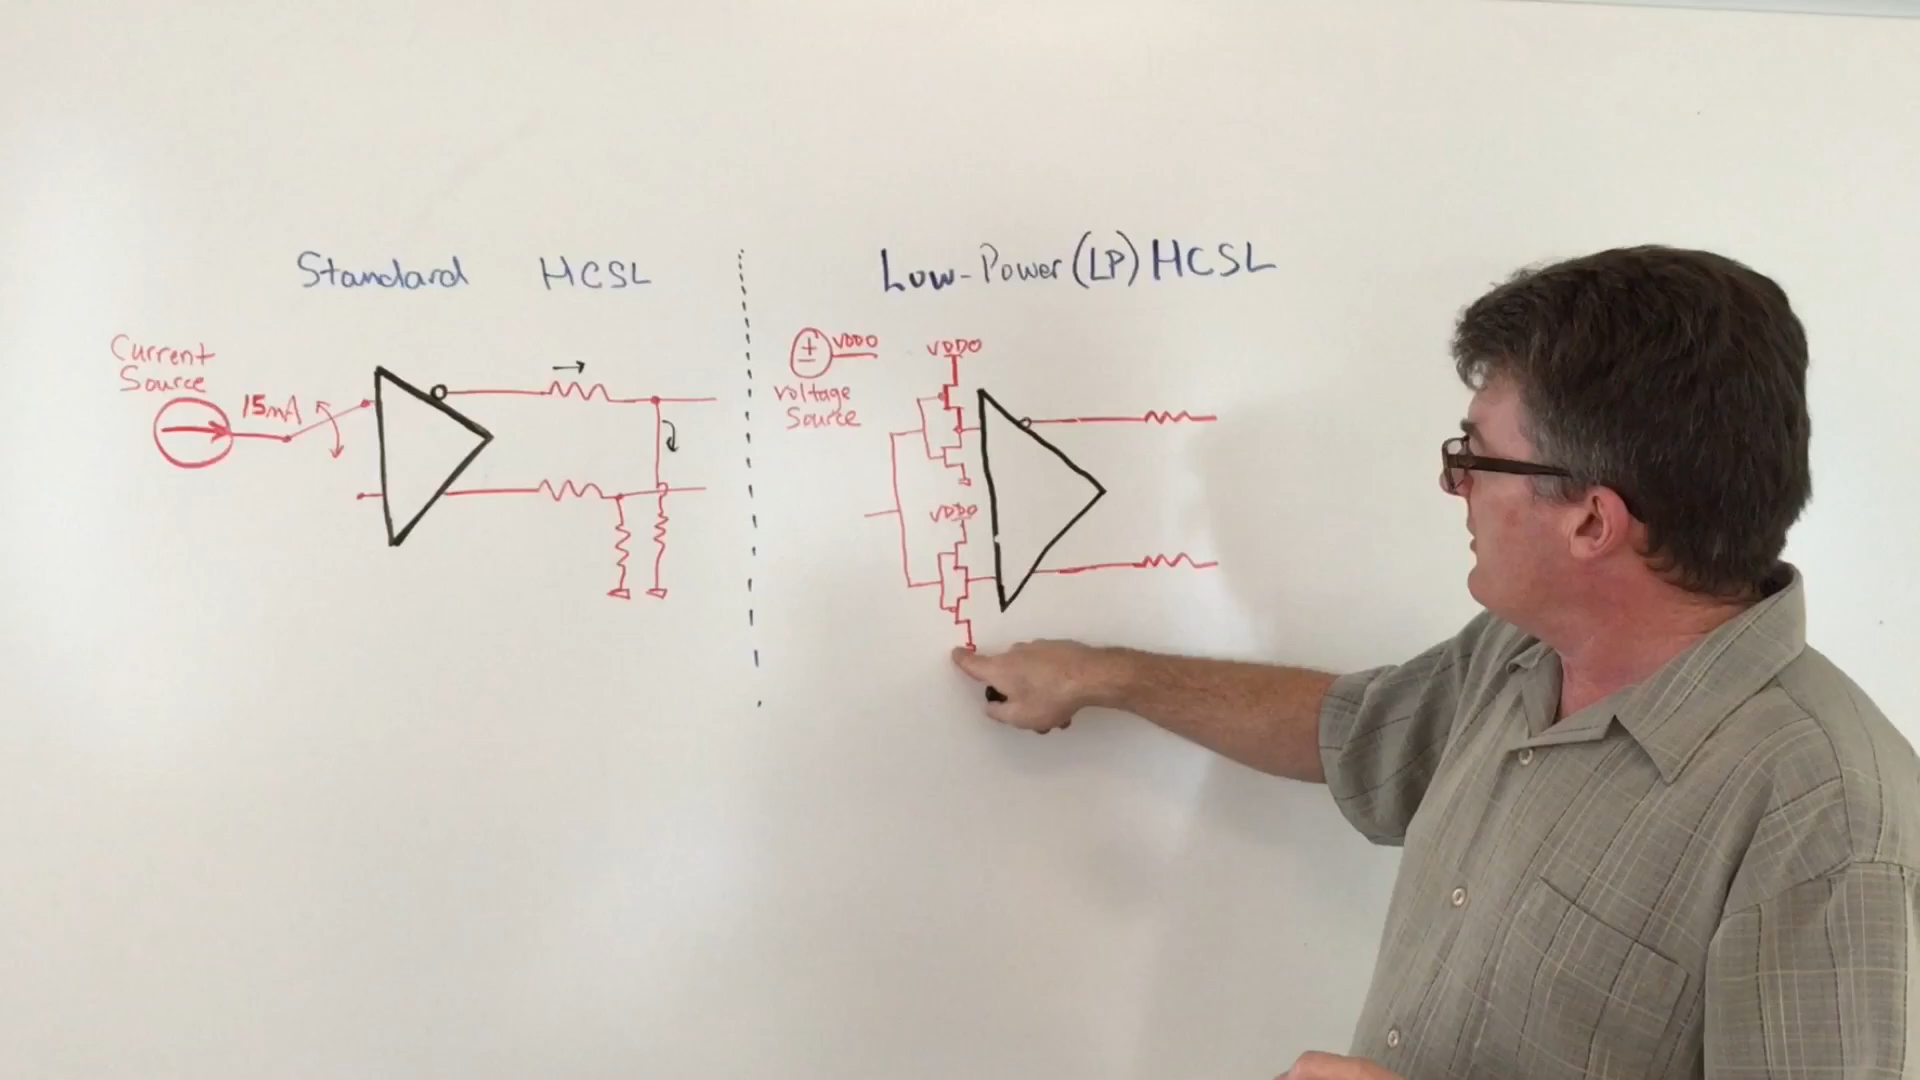 Standard HCSL
Current
Source
15mA
Low-Power (LP) HCSL
+
VDDO
voltage
Source
VDDO
VDDO